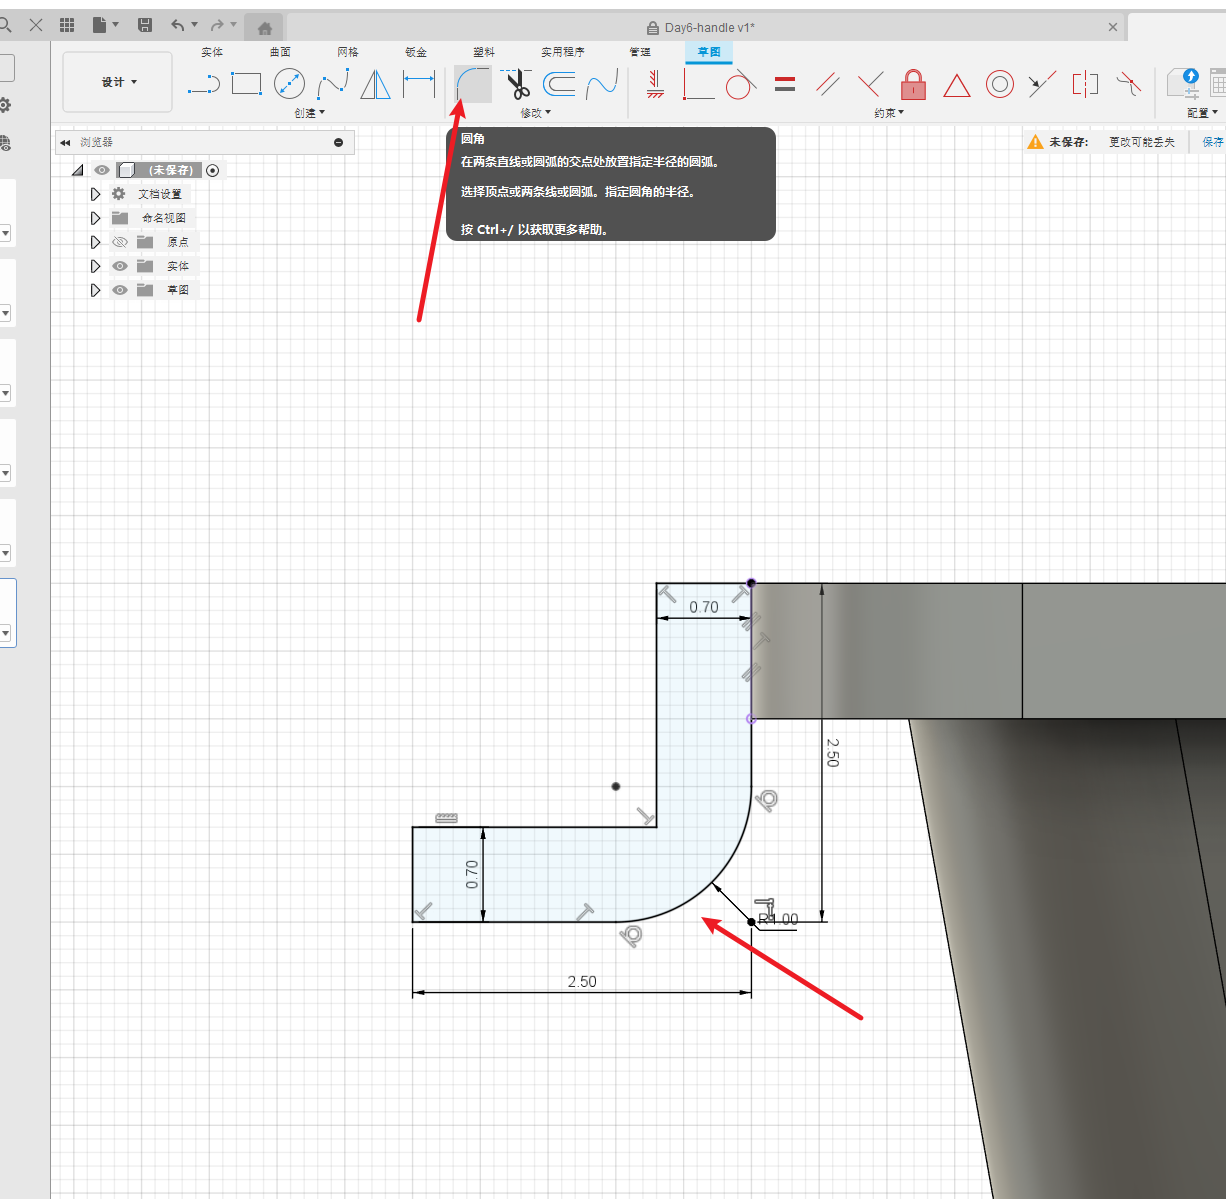 Day6-handle v1*
实体 曲面 网格 钣金 塑料 实用程序 管理 草图
设计
创建 修改 约束 配置
浏览器
未保存: 更改可能丢失 保存
(未保存)
文档设置
命名视图
原点
实体
草图
圆角
在两条直线或圆弧的交点处放置指定半径的圆弧。
选择顶点或两条线或圆弧。指定圆角的半径。
按 Ctrl+/ 以获取更多帮助。
0.70
2.50
0.70
R1.00
2.50